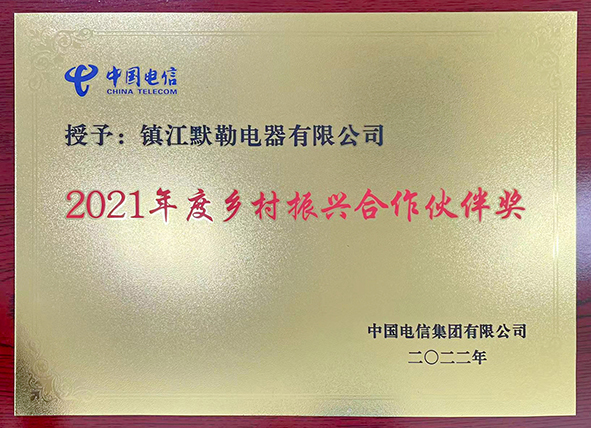 中国电信
CHINA TELECOM
授予：镇江默勒电器有限公司
2021年度乡村振兴合作伙伴奖
中国电信集团有限公司
二〇二二年